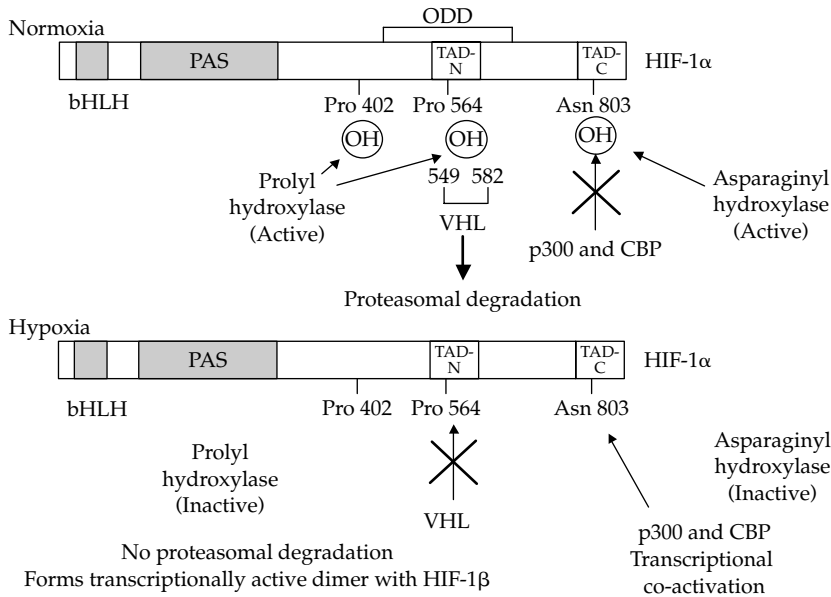 Normoxia
ODD
PAS
TAD-
N
TAD-
C
HIF-1α
bHLH
Pro 402
Pro 564
Asn 803
OH
OH
OH
Prolyl
hydroxylase
(Active)
549 582
VHL
Proteasomal degradation
p300 and CBP
Asparaginyl
hydroxylase
(Active)
Hypoxia
PAS
TAD-
N
TAD-
C
HIF-1α
bHLH
Pro 402
Pro 564
Asn 803
Prolyl
hydroxylase
(Inactive)
VHL
Asparaginyl
hydroxylase
(Inactive)
No proteasomal degradation
Forms transcriptionally active dimer with HIF-1β
p300 and CBP
Transcriptional
co-activation